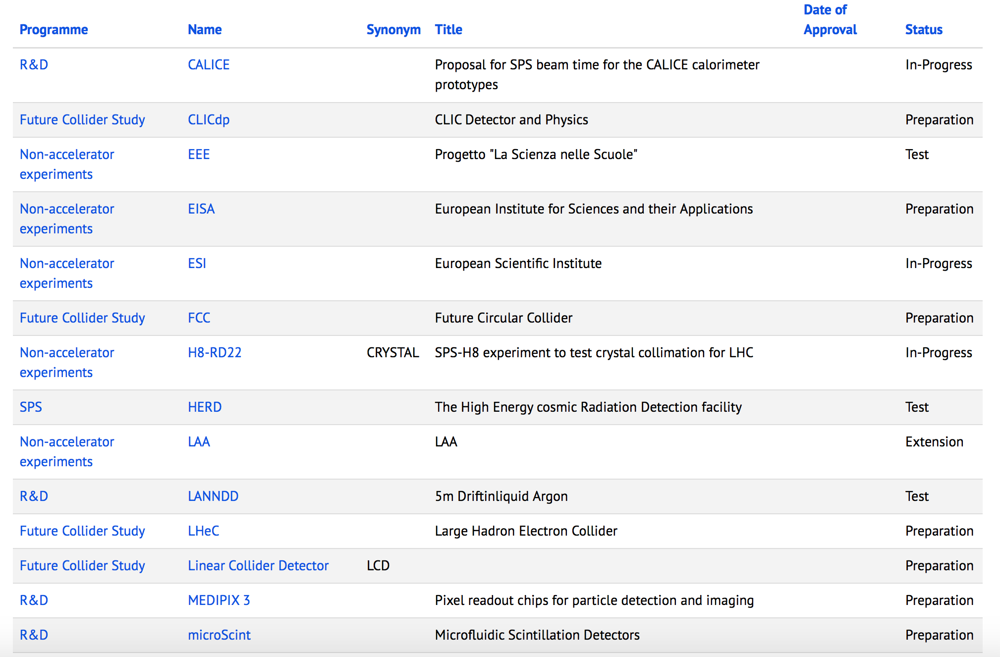 Programme Name Synonym Title Date of Approval Status
R&D CALICE Proposal for SPS beam time for the CALICE calorimeter In-Progress
prototypes
Future Collider Study CLICdp CLIC Detector and Physics Preparation
Non-accelerator EEE Progetto "La Scienza nelle Scuole" Test
experiments
Non-accelerator EISA European Institute for Sciences and their Applications Preparation
experiments
Non-accelerator ESI European Scientific Institute In-Progress
experiments
Future Collider Study FCC Future Circular Collider Preparation
Non-accelerator H8-RD22 CRYSTAL SPS-H8 experiment to test crystal collimation for LHC In-Progress
experiments
SPS HERD The High Energy cosmic Radiation Detection facility Test
Non-accelerator LAA LAA Extension
experiments
R&D LANNDD 5m Driftinliquid Argon Test
Future Collider Study LHeC Large Hadron Electron Collider Preparation
Future Collider Study Linear Collider Detector LCD Preparation
R&D MEDIPIX 3 Pixel readout chips for particle detection and imaging Preparation
R&D microScint Microfluidic Scintillation Detectors Preparation